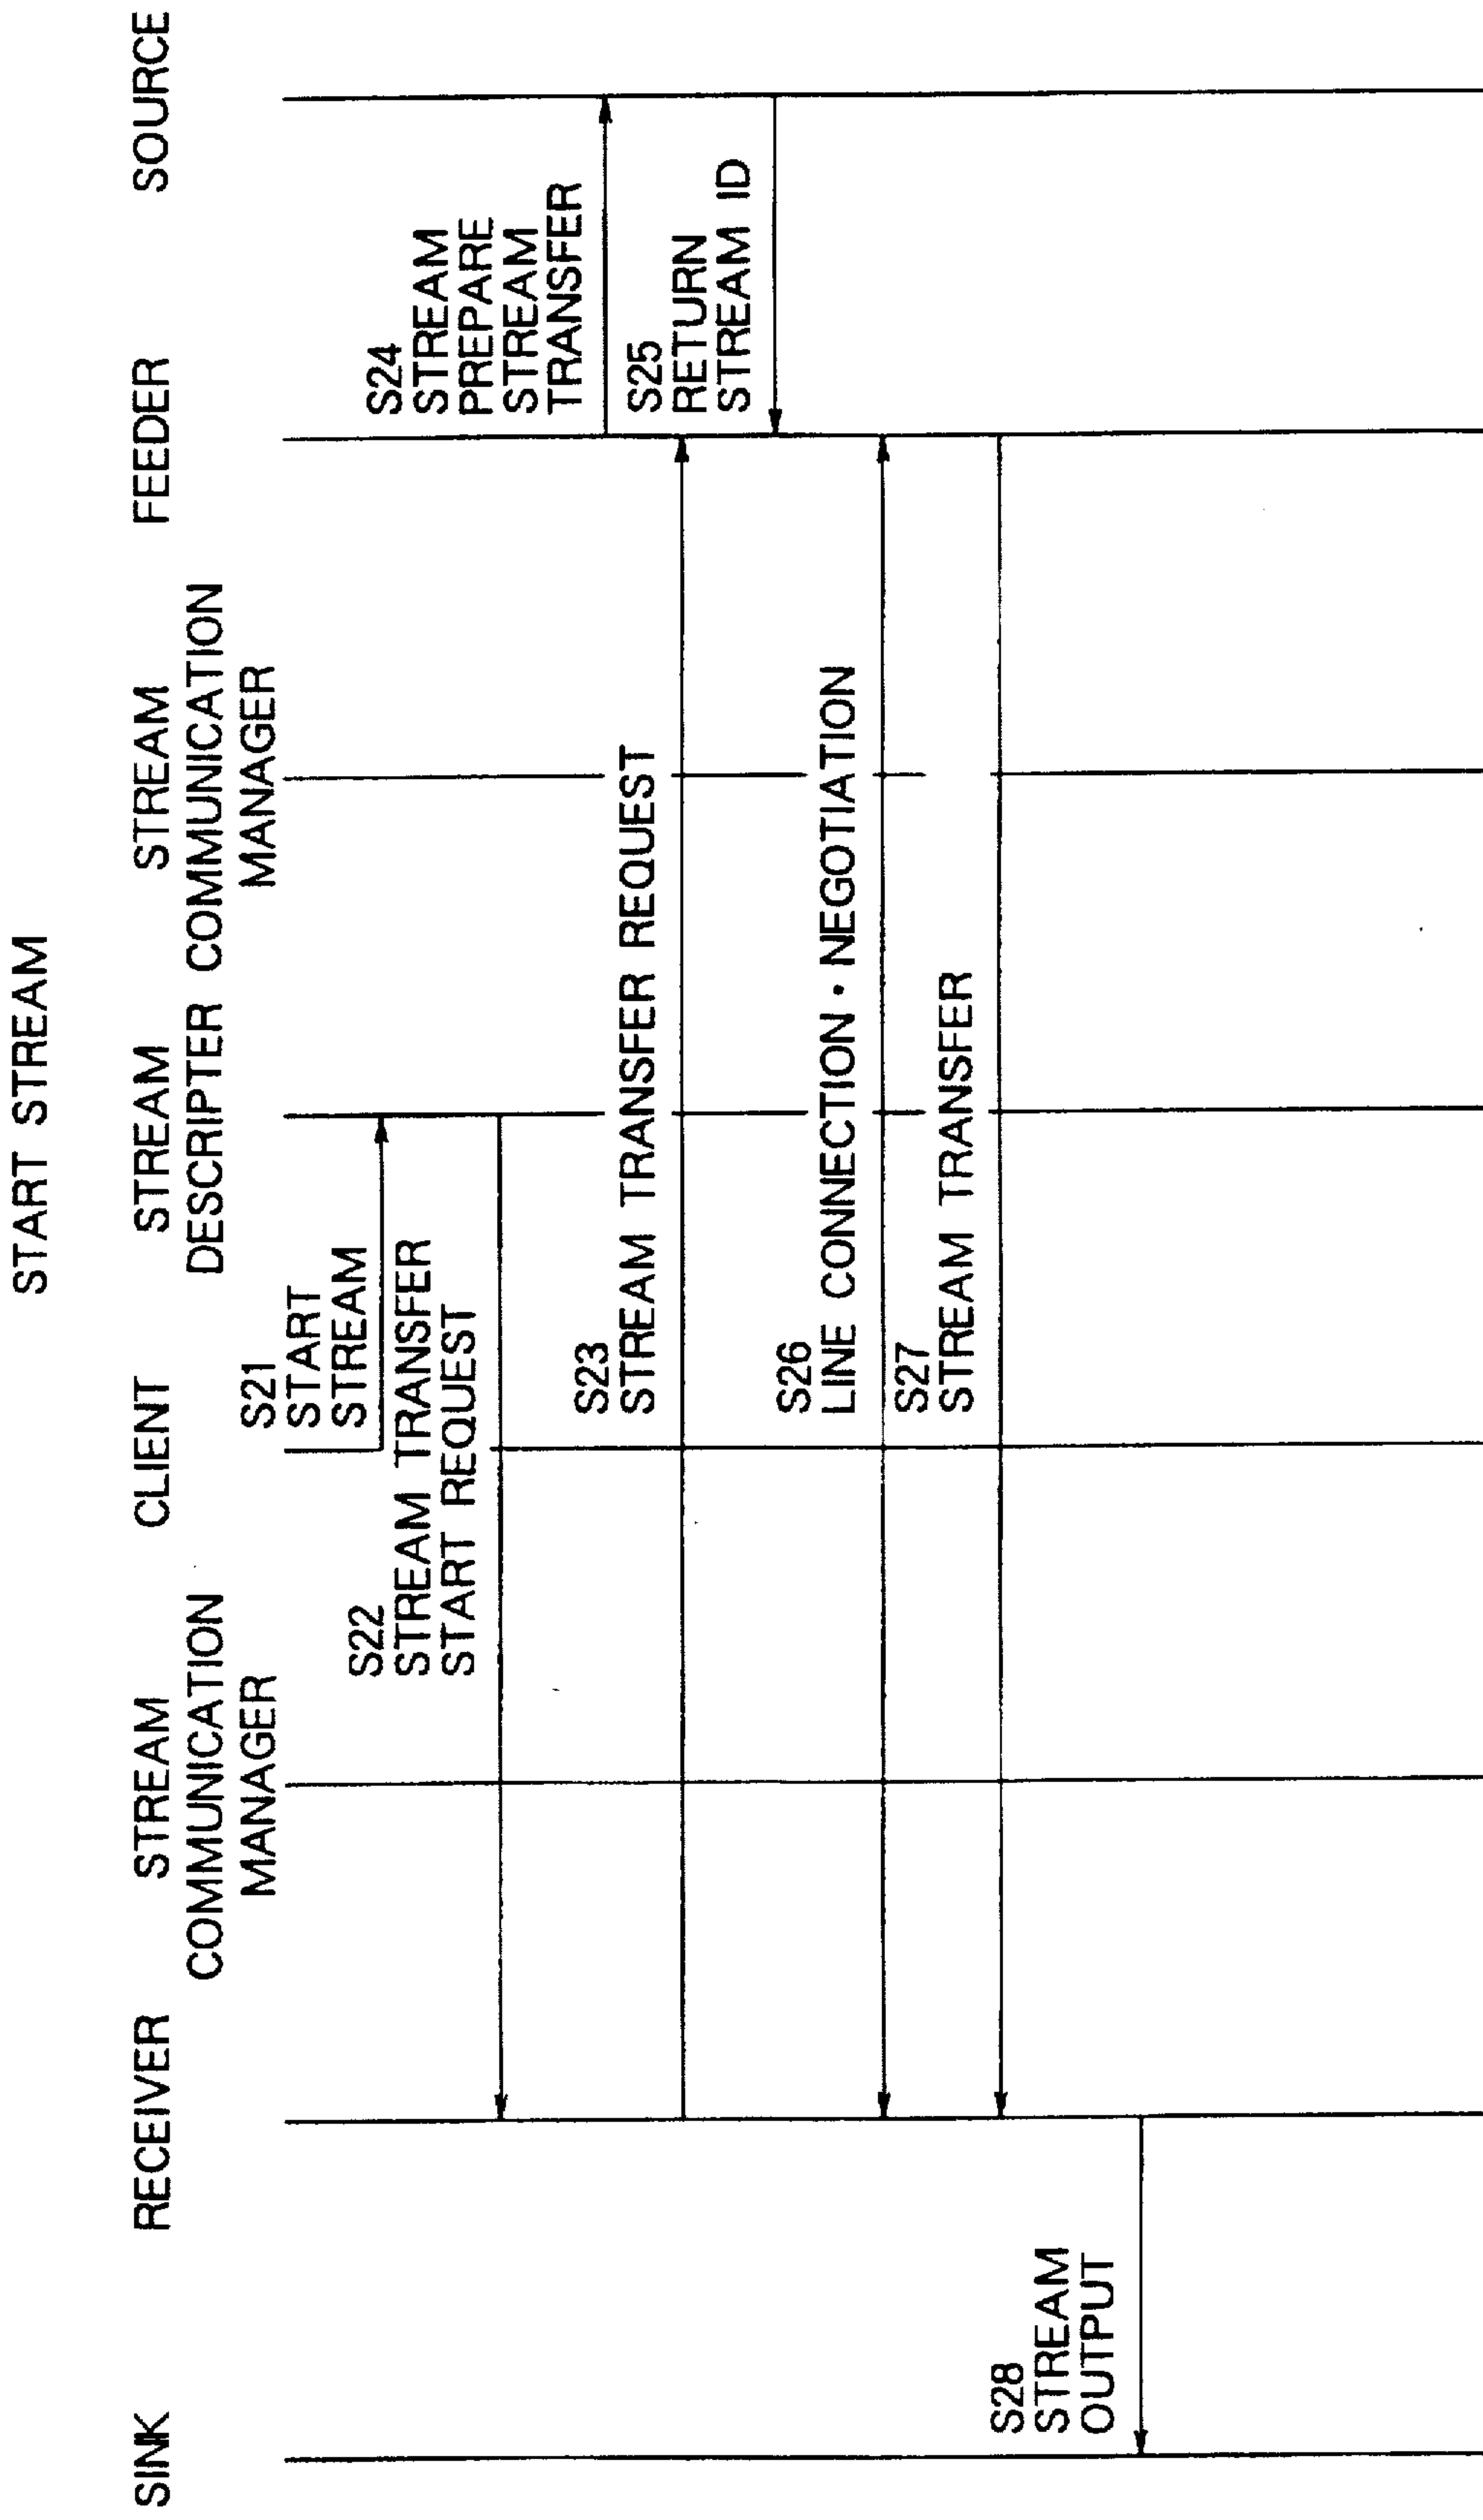 START STREAM
SINK
RECEIVER
STREAM
COMMUNICATION
MANAGER
CLIENT
STREAM
DESCRIPTER
STREAM
COMMUNICATION
MANAGER
FEEDER
SOURCE
S21
START
STREAM
S22
STREAM TRANSFER
START REQUEST
S23
STREAM TRANSFER REQUEST
S24
STREAM
PREPARE
STREAM
TRANSFER
S25
RETURN
STREAM ID
S26
LINE CONNECTION・NEGOTIATION
S27
STREAM TRANSFER
S28
STREAM
OUTPUT